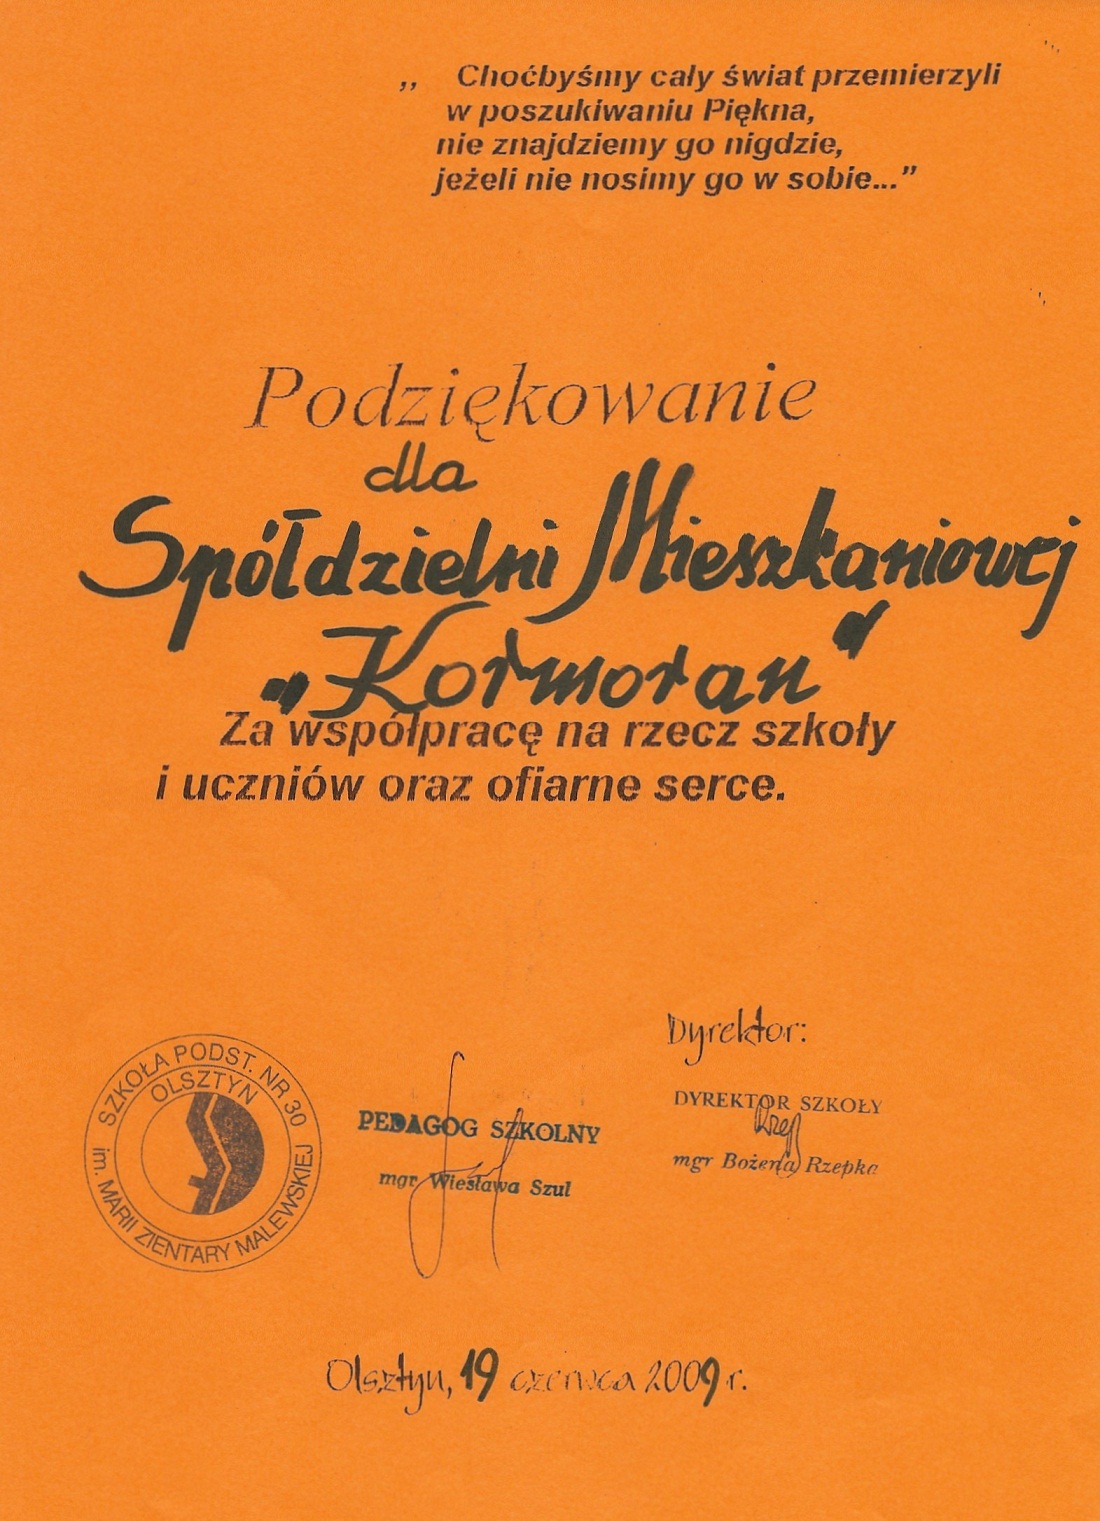 „ Choćbyśmy cały świat przemierzyli
w poszukiwaniu Piękna,
nie znajdziemy go nigdzie,
jeżeli nie nosimy go w sobie...”
Podziękowanie
dla
Spółdzielni Mieszkaniowej
„Kormoran”
Za współpracę na rzecz szkoły
i uczniów oraz ofiarne serce.
Dyrektor:
SZKOŁA PODST. NR 30
OLSZTYN
im. MARII ZIENTARY MALEWSKIEJ
PEDAGOG SZKOLNY
mgr Wiesława Szul
DYREKTOR SZKOŁY
mgr Bożena Rzepka
Olsztyn, 19 czerwca 2009 r.